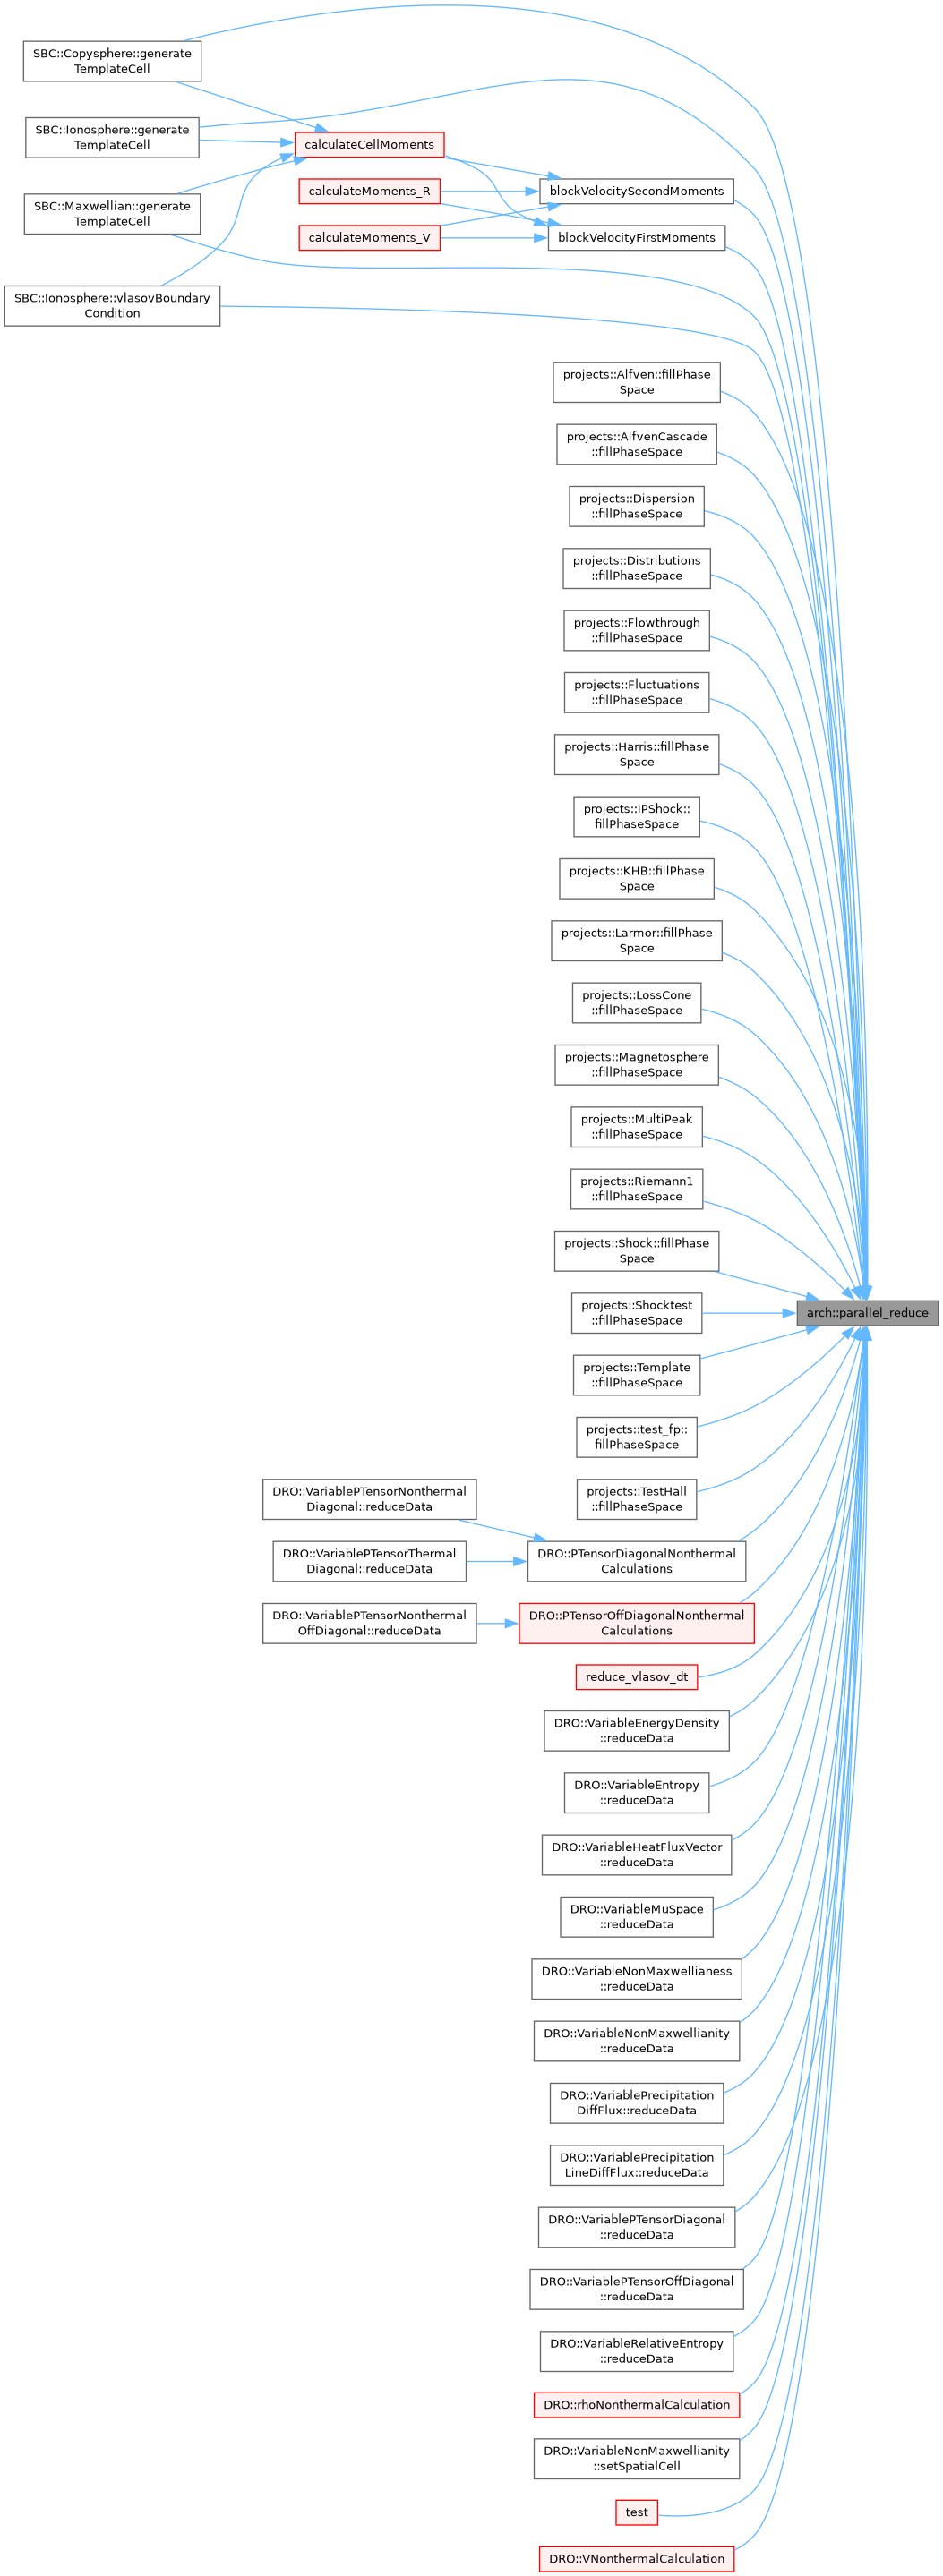 SBC::Copysphere::generate
TemplateCell
SBC::Ionosphere::generate
TemplateCell
calculateCellMoments
calculateMoments_R
blockVelocitySecondMoments
SBC::Maxwellian::generate
TemplateCell
calculateMoments_V
blockVelocityFirstMoments
SBC::Ionosphere::vlasovBoundary
Condition
projects::Alfven::fillPhase
Space
projects::AlfvenCascade
::fillPhaseSpace
projects::Dispersion
::fillPhaseSpace
projects::Distributions
::fillPhaseSpace
projects::Flowthrough
::fillPhaseSpace
projects::Fluctuations
::fillPhaseSpace
projects::Harris::fillPhase
Space
projects::IPShock::
fillPhaseSpace
projects::KHB::fillPhase
Space
projects::Larmor::fillPhase
Space
projects::LossCone
::fillPhaseSpace
projects::Magnetosphere
::fillPhaseSpace
projects::MultiPeak
::fillPhaseSpace
projects::Riemann1
::fillPhaseSpace
projects::Shock::fillPhase
Space
projects::Shocktest
::fillPhaseSpace
arch::parallel_reduce
projects::Template
::fillPhaseSpace
projects::test_fp::
fillPhaseSpace
projects::TestHall
::fillPhaseSpace
DRO::VariablePTensorNonthermal
Diagonal::reduceData
DRO::VariablePTensorThermal
Diagonal::reduceData
DRO::PTensorDiagonalNonthermal
Calculations
DRO::VariablePTensorNonthermal
OffDiagonal::reduceData
DRO::PTensorOffDiagonalNonthermal
Calculations
reduce_vlasov_dt
DRO::VariableEnergyDensity
::reduceData
DRO::VariableEntropy
::reduceData
DRO::VariableHeatFluxVector
::reduceData
DRO::VariableMuSpace
::reduceData
DRO::VariableNonMaxwellianess
::reduceData
DRO::VariableNonMaxwellianity
::reduceData
DRO::VariablePrecipitation
DiffFlux::reduceData
DRO::VariablePrecipitation
LineDiffFlux::reduceData
DRO::VariablePTensorDiagonal
::reduceData
DRO::VariablePTensorOffDiagonal
::reduceData
DRO::VariableRelativeEntropy
::reduceData
DRO::rhoNonthermalCalculation
DRO::VariableNonMaxwellianity
::setSpatialCell
test
DRO::VNonthermalCalculation